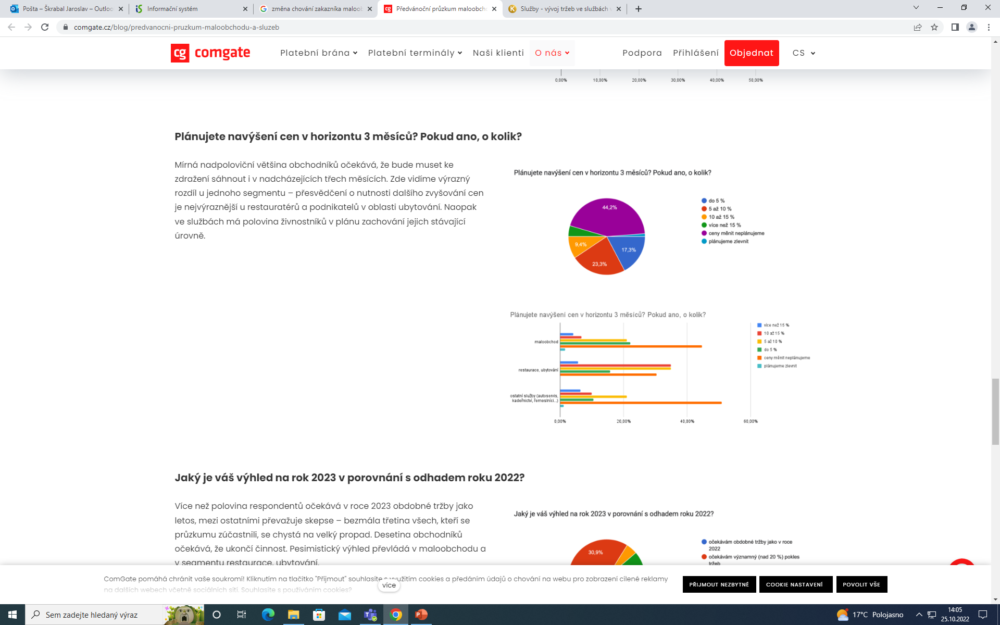 Pošta – Škrabal Jaroslav – Outloo
Informační systém
změna chování zakazníka maloob
Předvánoční průzkum maloobcho
Služby - vývoj tržeb ve službách
comgate.cz/blog/predvanocni-pruzkum-maloobchodu-a-sluzeb
cg comgate
Platební brána
Platební terminály
Naši klienti
O nás
Podpora
Přihlášení
Objednat
CS
0,00% 10,00% 20,00% 30,00% 40,00% 50,00%
Plánujete navýšení cen v horizontu 3 měsíců? Pokud ano, o kolik?
Mírná nadpoloviční většina obchodníků očekává, že bude muset ke
zdražení sáhnout i v nadcházejících třech měsících. Zde vidíme výrazný
rozdíl u jednoho segmentu – přesvědčení o nutnosti dalšího zvyšování cen
je nejvýraznější u restauratérů a podnikatelů v oblasti ubytování. Naopak
ve službách má polovina živnostníků v plánu zachování jejich stávající
úrovně.
Plánujete navýšení cen v horizontu 3 měsíců? Pokud ano, o kolik?
44,2%
9,4%
17,3%
23,3%
do 5 %
5 až 10 %
10 až 15 %
více než 15 %
ceny měnit neplánujeme
plánujeme zlevnit
Plánujete navýšení cen v horizontu 3 měsíců? Pokud ano, o kolik?
maloobchod
restaurace, ubytování
ostatní služby (autoservis,
kadeřnictví, řemeslníci...)
0,00% 20,00% 40,00% 60,00%
více než 15 %
10 až 15 %
5 až 10 %
do 5 %
ceny měnit neplánujeme
plánujeme zlevnit
Jaký je váš výhled na rok 2023 v porovnání s odhadem roku 2022?
Více než polovina respondentů očekává v roce 2023 obdobné tržby jako
letos, mezi ostatními převažuje skepse – bezmála třetina všech, kteří se
průzkumu zúčastnili, se chystá na velký propad. Desetina obchodníků
očekává, že ukončí činnost. Pesimistický výhled převládá v maloobchodu a
v segmentu restaurace, ubytování.
Jaký je váš výhled na rok 2023 v porovnání s odhadem roku 2022?
30,9%
očekávám obdobné tržby jako v roce
2022
očekávám významný (nad 20 %) pokles
tržeb
ComGate pomáhá chránit vaše soukromí! Kliknutím na tlačítko "Přijmout" souhlasíte s využitím cookies a předáním údajů o chování na webu pro zobrazení cílené reklamy
na dalších webech včetně sociálních sítí. Souhlasíte s používáním cookies?
více
PŘIJMOUT NEZBYTNÉ
COOKIE NASTAVENÍ
POVOLIT VŠE
Sem zadejte hledaný výraz
17°C Polojasno
14:05
25.10.2022